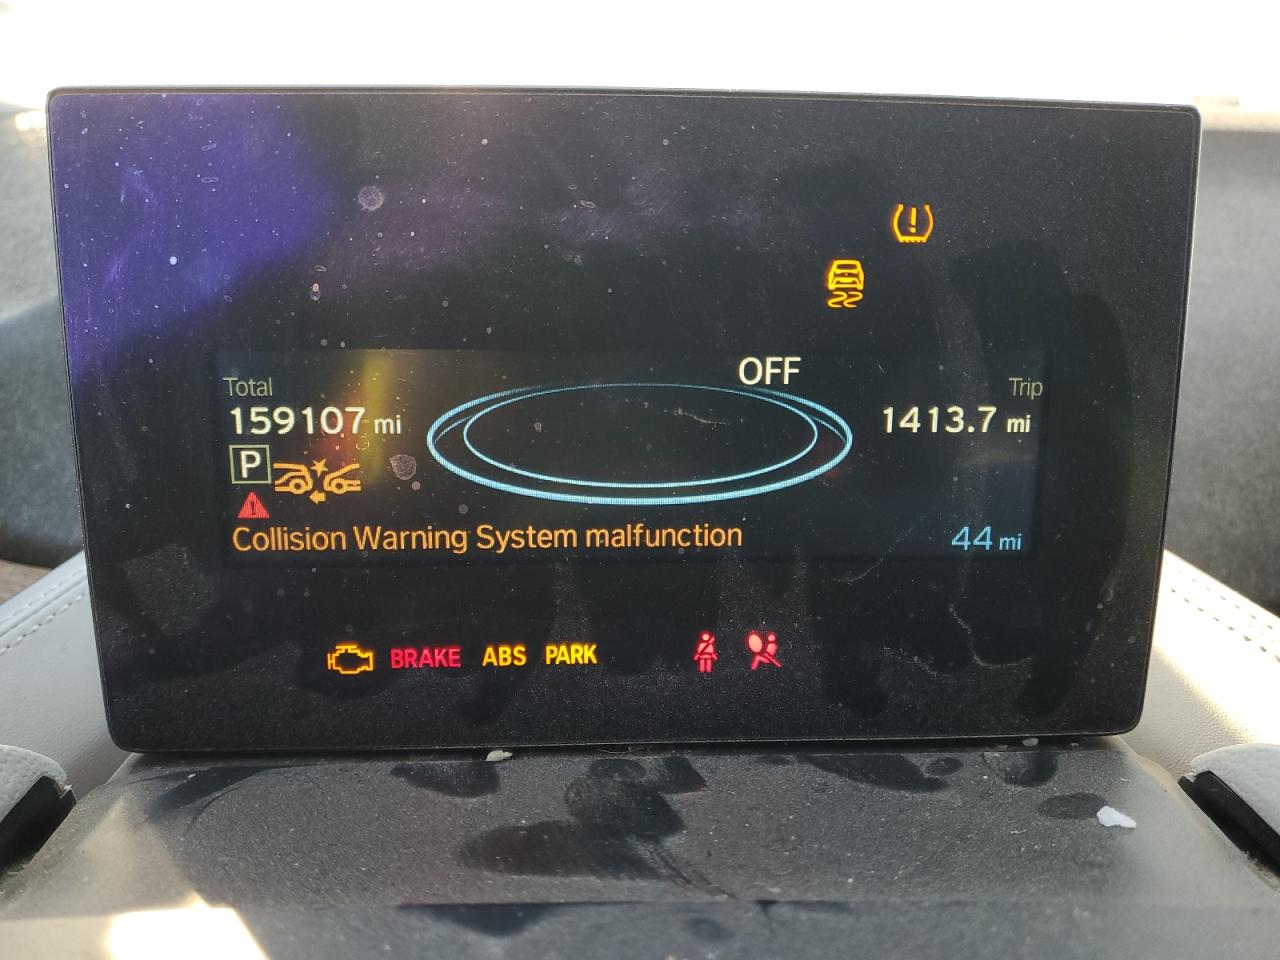 OFF
Total
Trip
159107 mi
1413.7 mi
P
Collision Warning System malfunction
44 mi
BRAKE ABS PARK